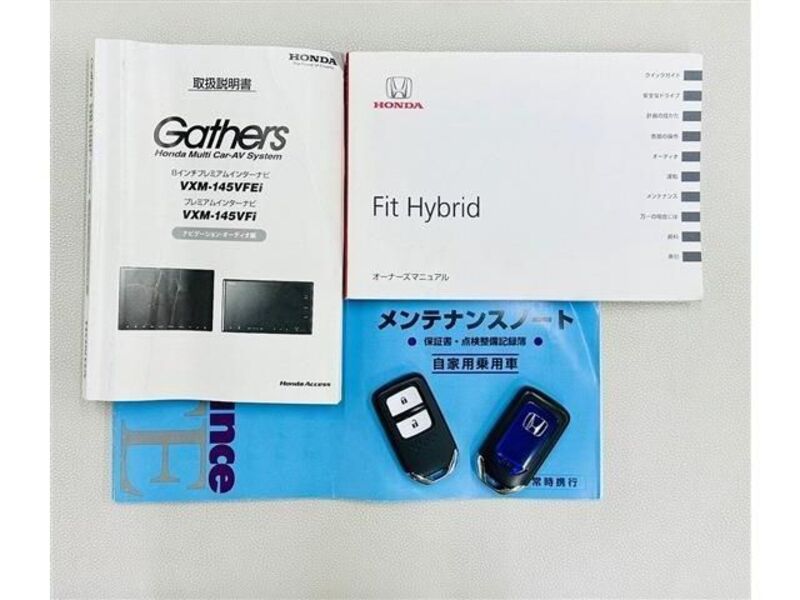 HONDA
取扱説明書
Gathers
Honda Multi Car-AV System
8インチプレミアムインターナビ
VXM-145VFEi
プレミアムインターナビ
VXM-145VFi
ナビゲーション・オーディオ編
Honda Access
HONDA
Fit Hybrid
オーナーズマニュアル
クイックガイド
安全なドライブ
計器の見かた
各部の操作
オーディオ
運転
メンテナンス
万一の場合には
資料
索引
メンテナンスノート
保証書・点検整備記録簿
自家用乗用車
常時携行